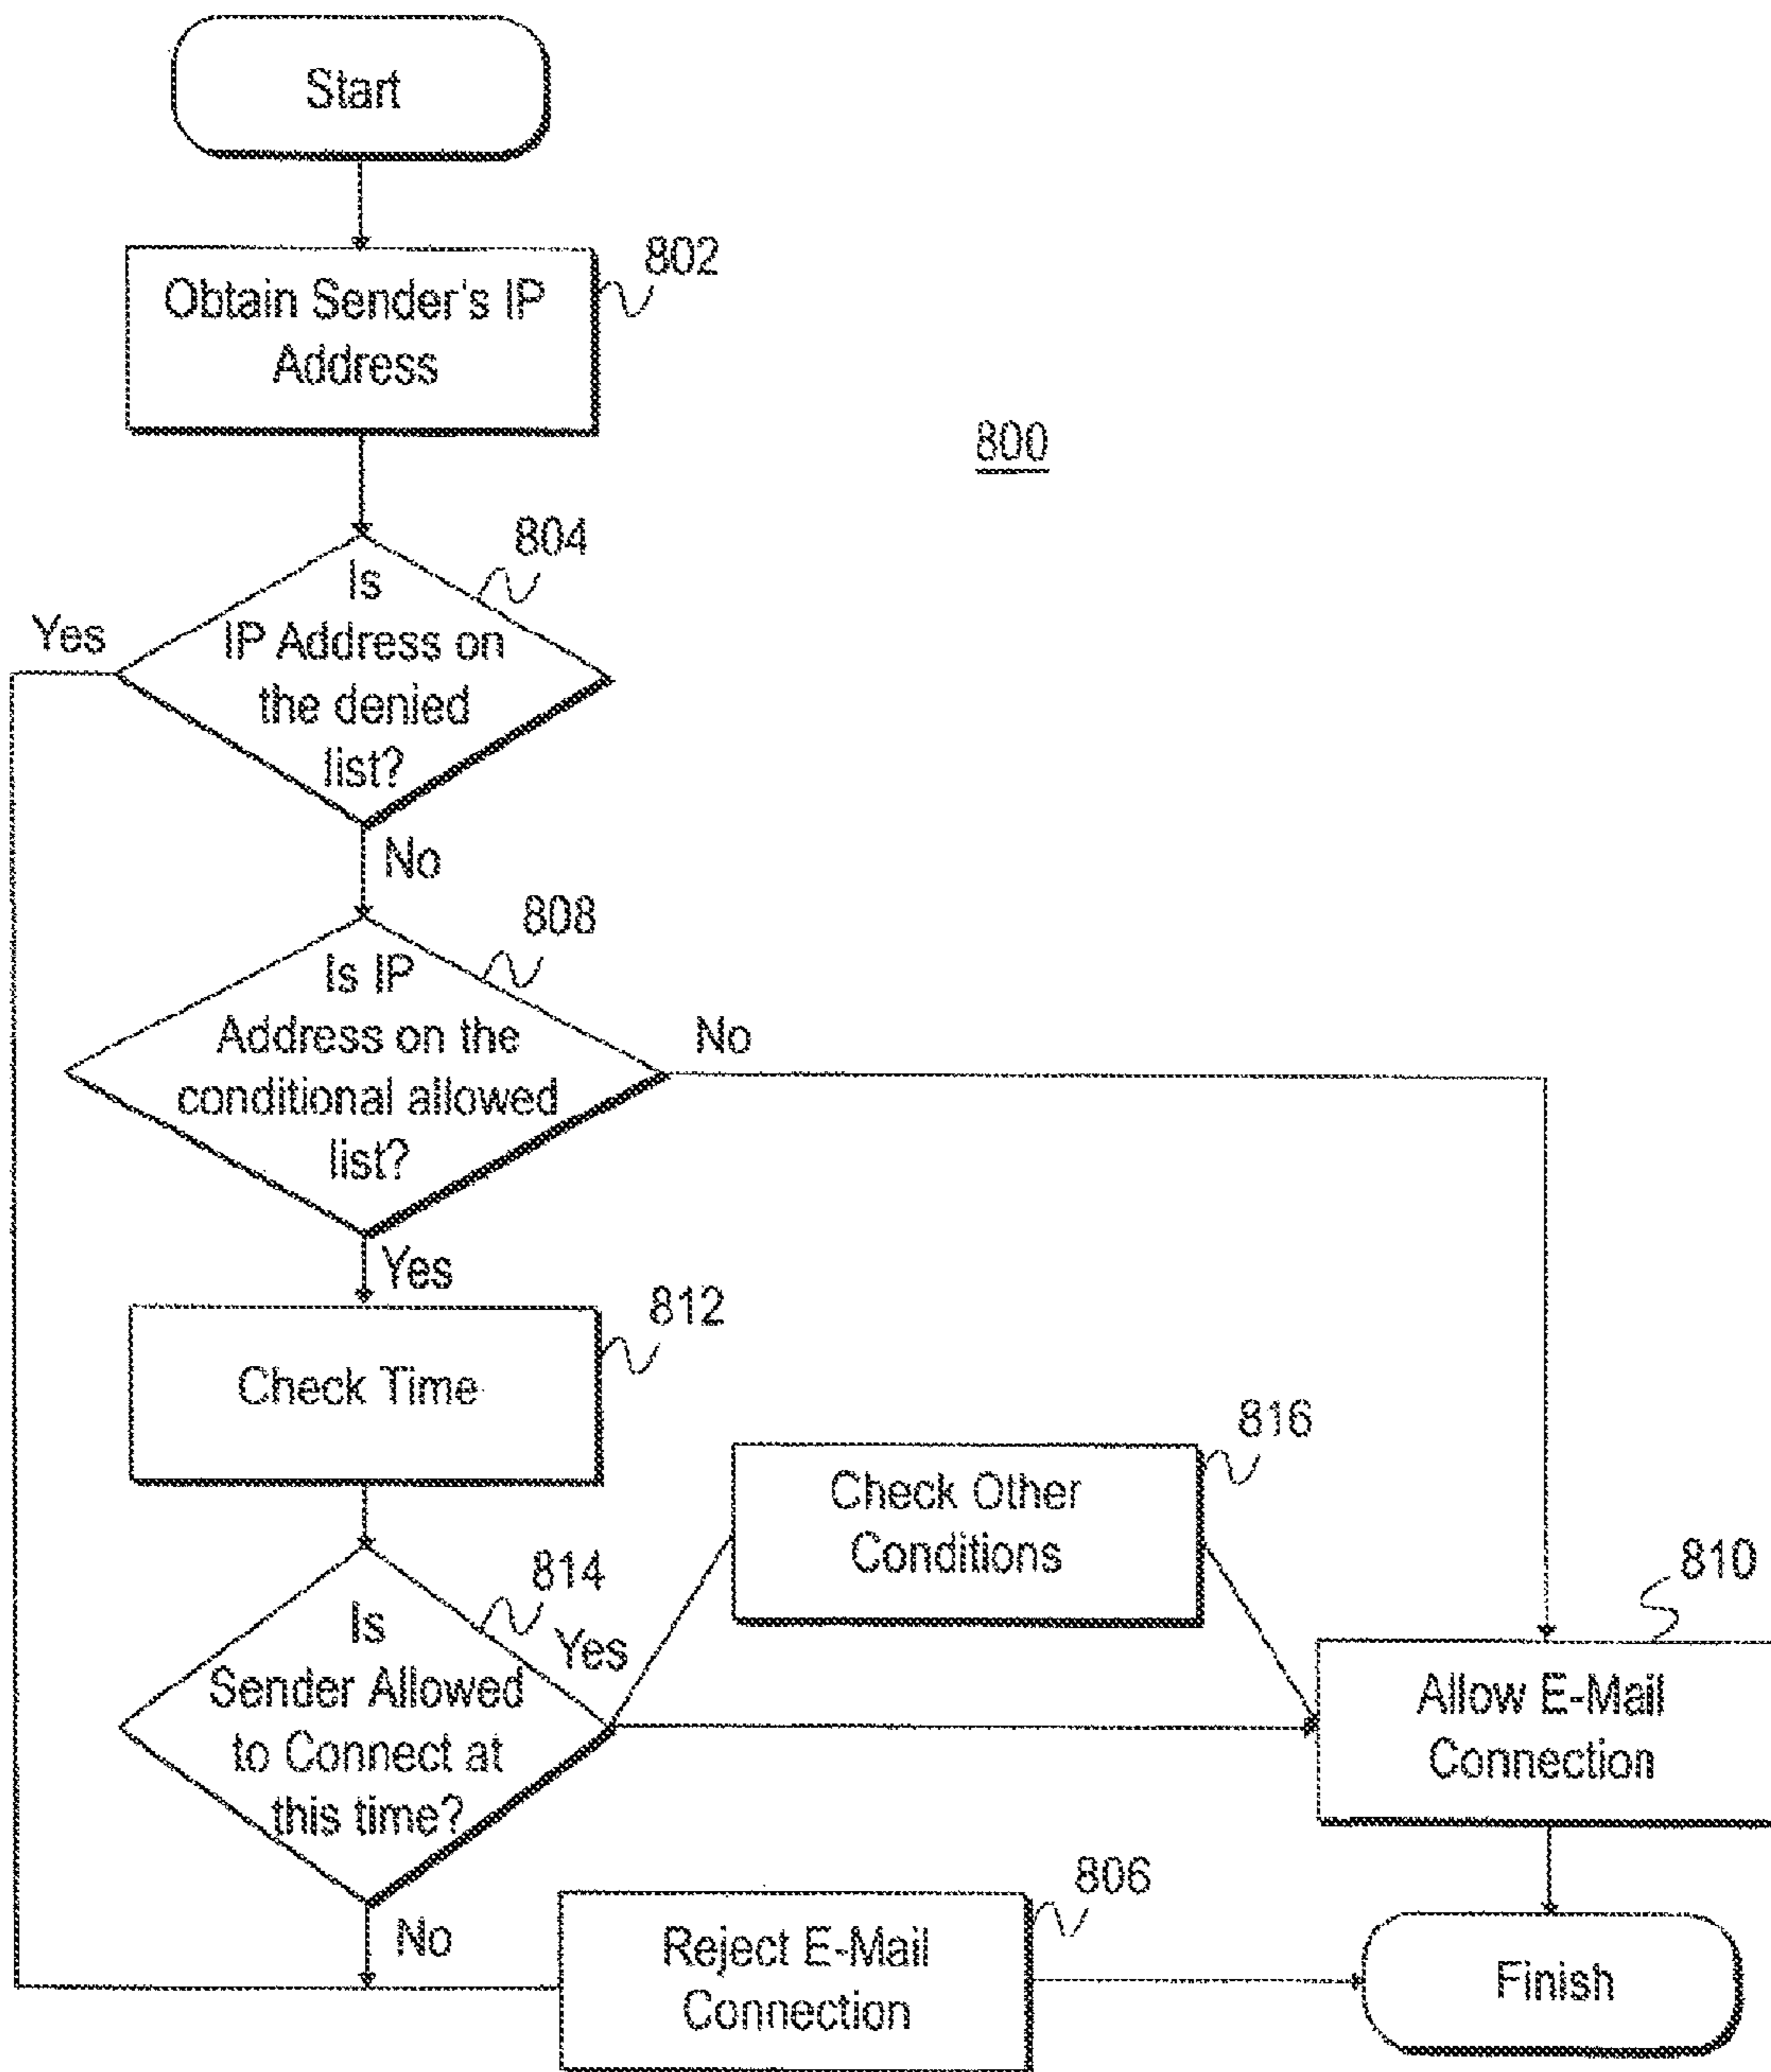 Start
802
Obtain Sender's IP
Address
800
804
Is
IP Address on
the denied
list?
Yes
No
808
Is IP
Address on the
conditional allowed
list?
No
Yes
812
Check Time
816
Check Other
Conditions
814
Is
Sender Allowed
to Connect at
this time?
Yes
810
Allow E-Mail
Connection
No
806
Reject E-Mail
Connection
Finish